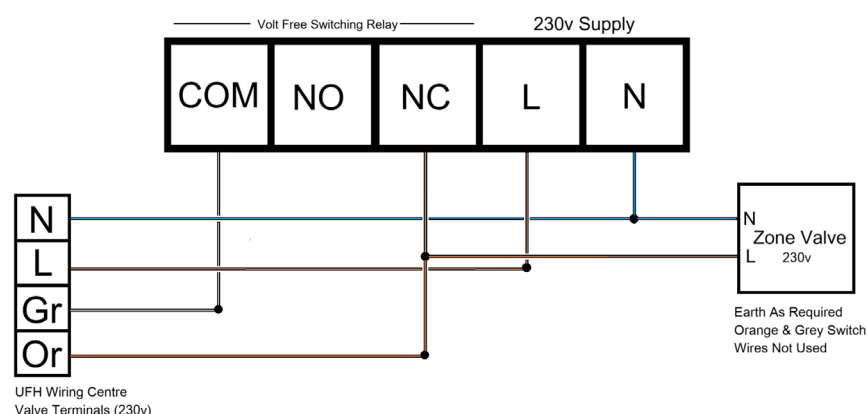 Volt Free Switching Relay
230v Supply
COM
NO
NC
L
N
N
L
Gr
Or
N
Zone Valve
L
230v
Earth As Required
Orange & Grey Switch
Wires Not Used
UFH Wiring Centre
Valve Terminals (230v)